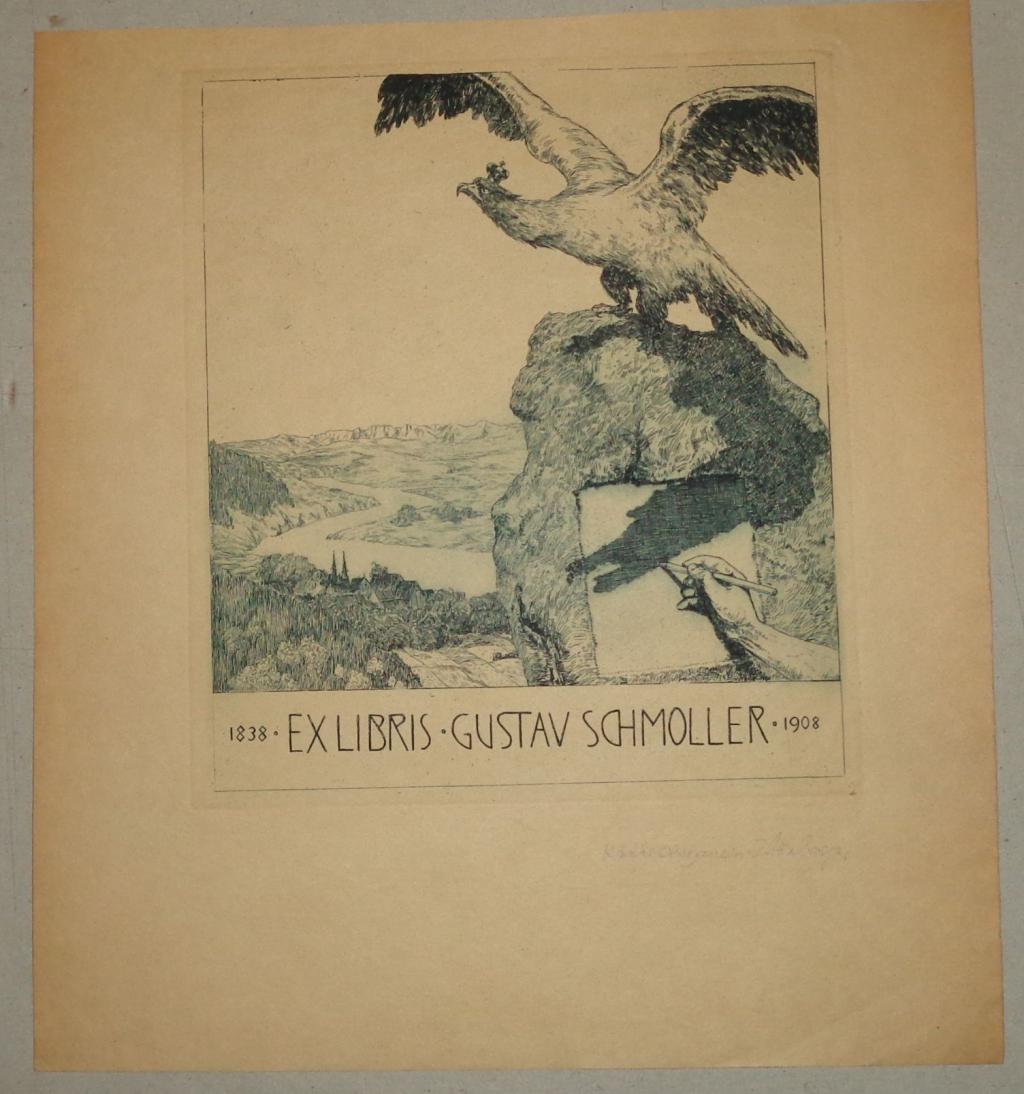 1838 · EX LIBRIS · GUSTAV SCHMOLLER · 1908